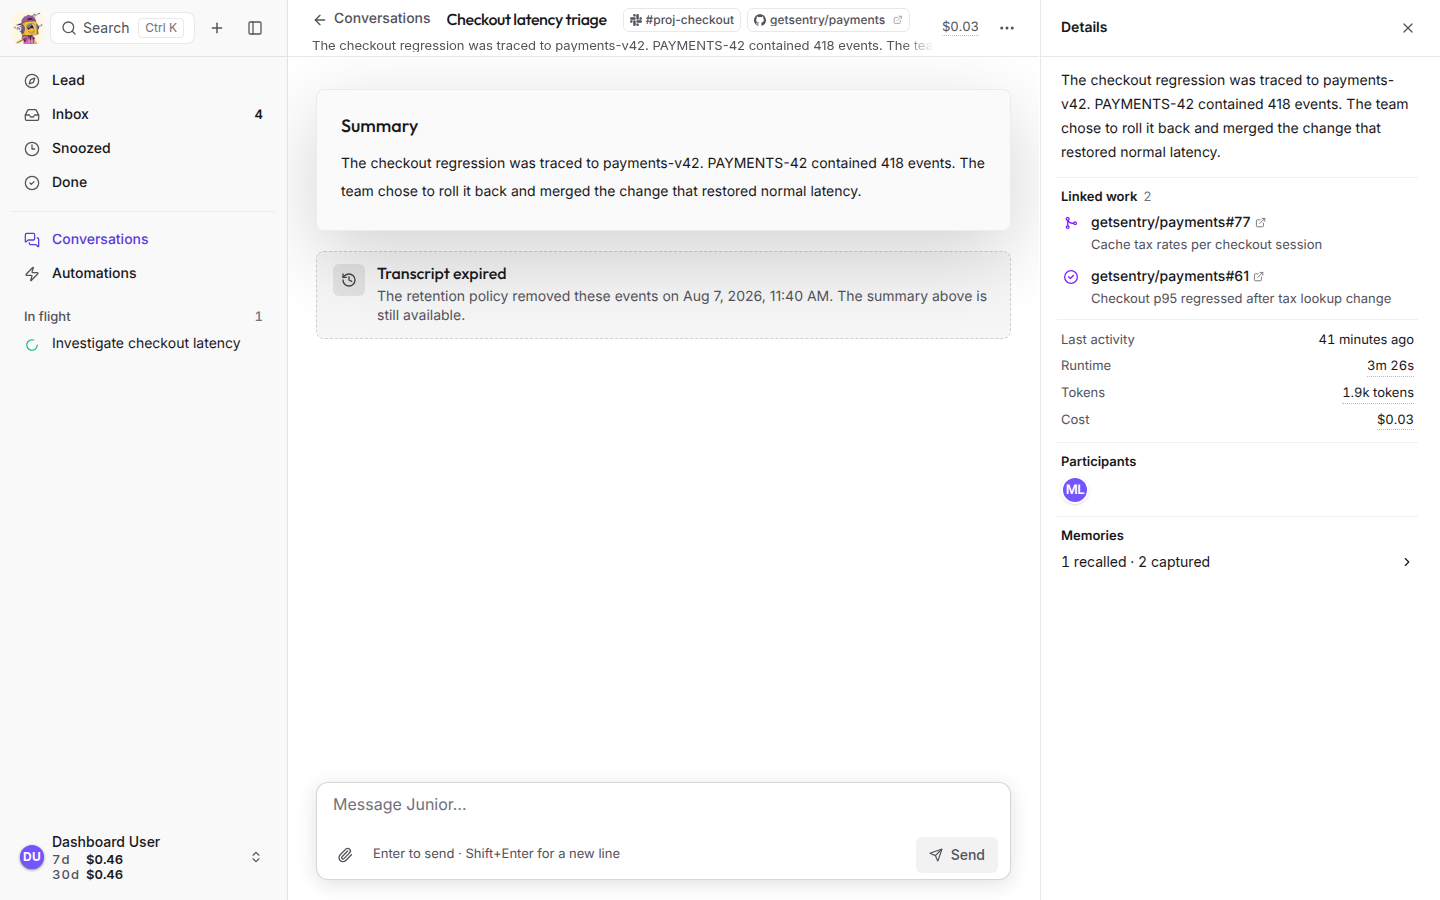 Search Ctrl K
Lead
Inbox 4
Snoozed
Done
Conversations
Automations
In flight 1
Investigate checkout latency
DU
Dashboard User
7d $0.46
30d $0.46
Conversations Checkout latency triage #proj-checkout getsentry/payments $0.03
The checkout regression was traced to payments-v42. PAYMENTS-42 contained 418 events. The tea
Summary
The checkout regression was traced to payments-v42. PAYMENTS-42 contained 418 events. The
team chose to roll it back and merged the change that restored normal latency.
Transcript expired
The retention policy removed these events on Aug 7, 2026, 11:40 AM. The summary above is
still available.
Message Junior...
Enter to send · Shift+Enter for a new line
Send
Details
The checkout regression was traced to payments-
v42. PAYMENTS-42 contained 418 events. The team
chose to roll it back and merged the change that
restored normal latency.
Linked work 2
getsentry/payments#77
Cache tax rates per checkout session
getsentry/payments#61
Checkout p95 regressed after tax lookup change
Last activity 41 minutes ago
Runtime 3m 26s
Tokens 1.9k tokens
Cost $0.03
Participants
ML
Memories
1 recalled · 2 captured